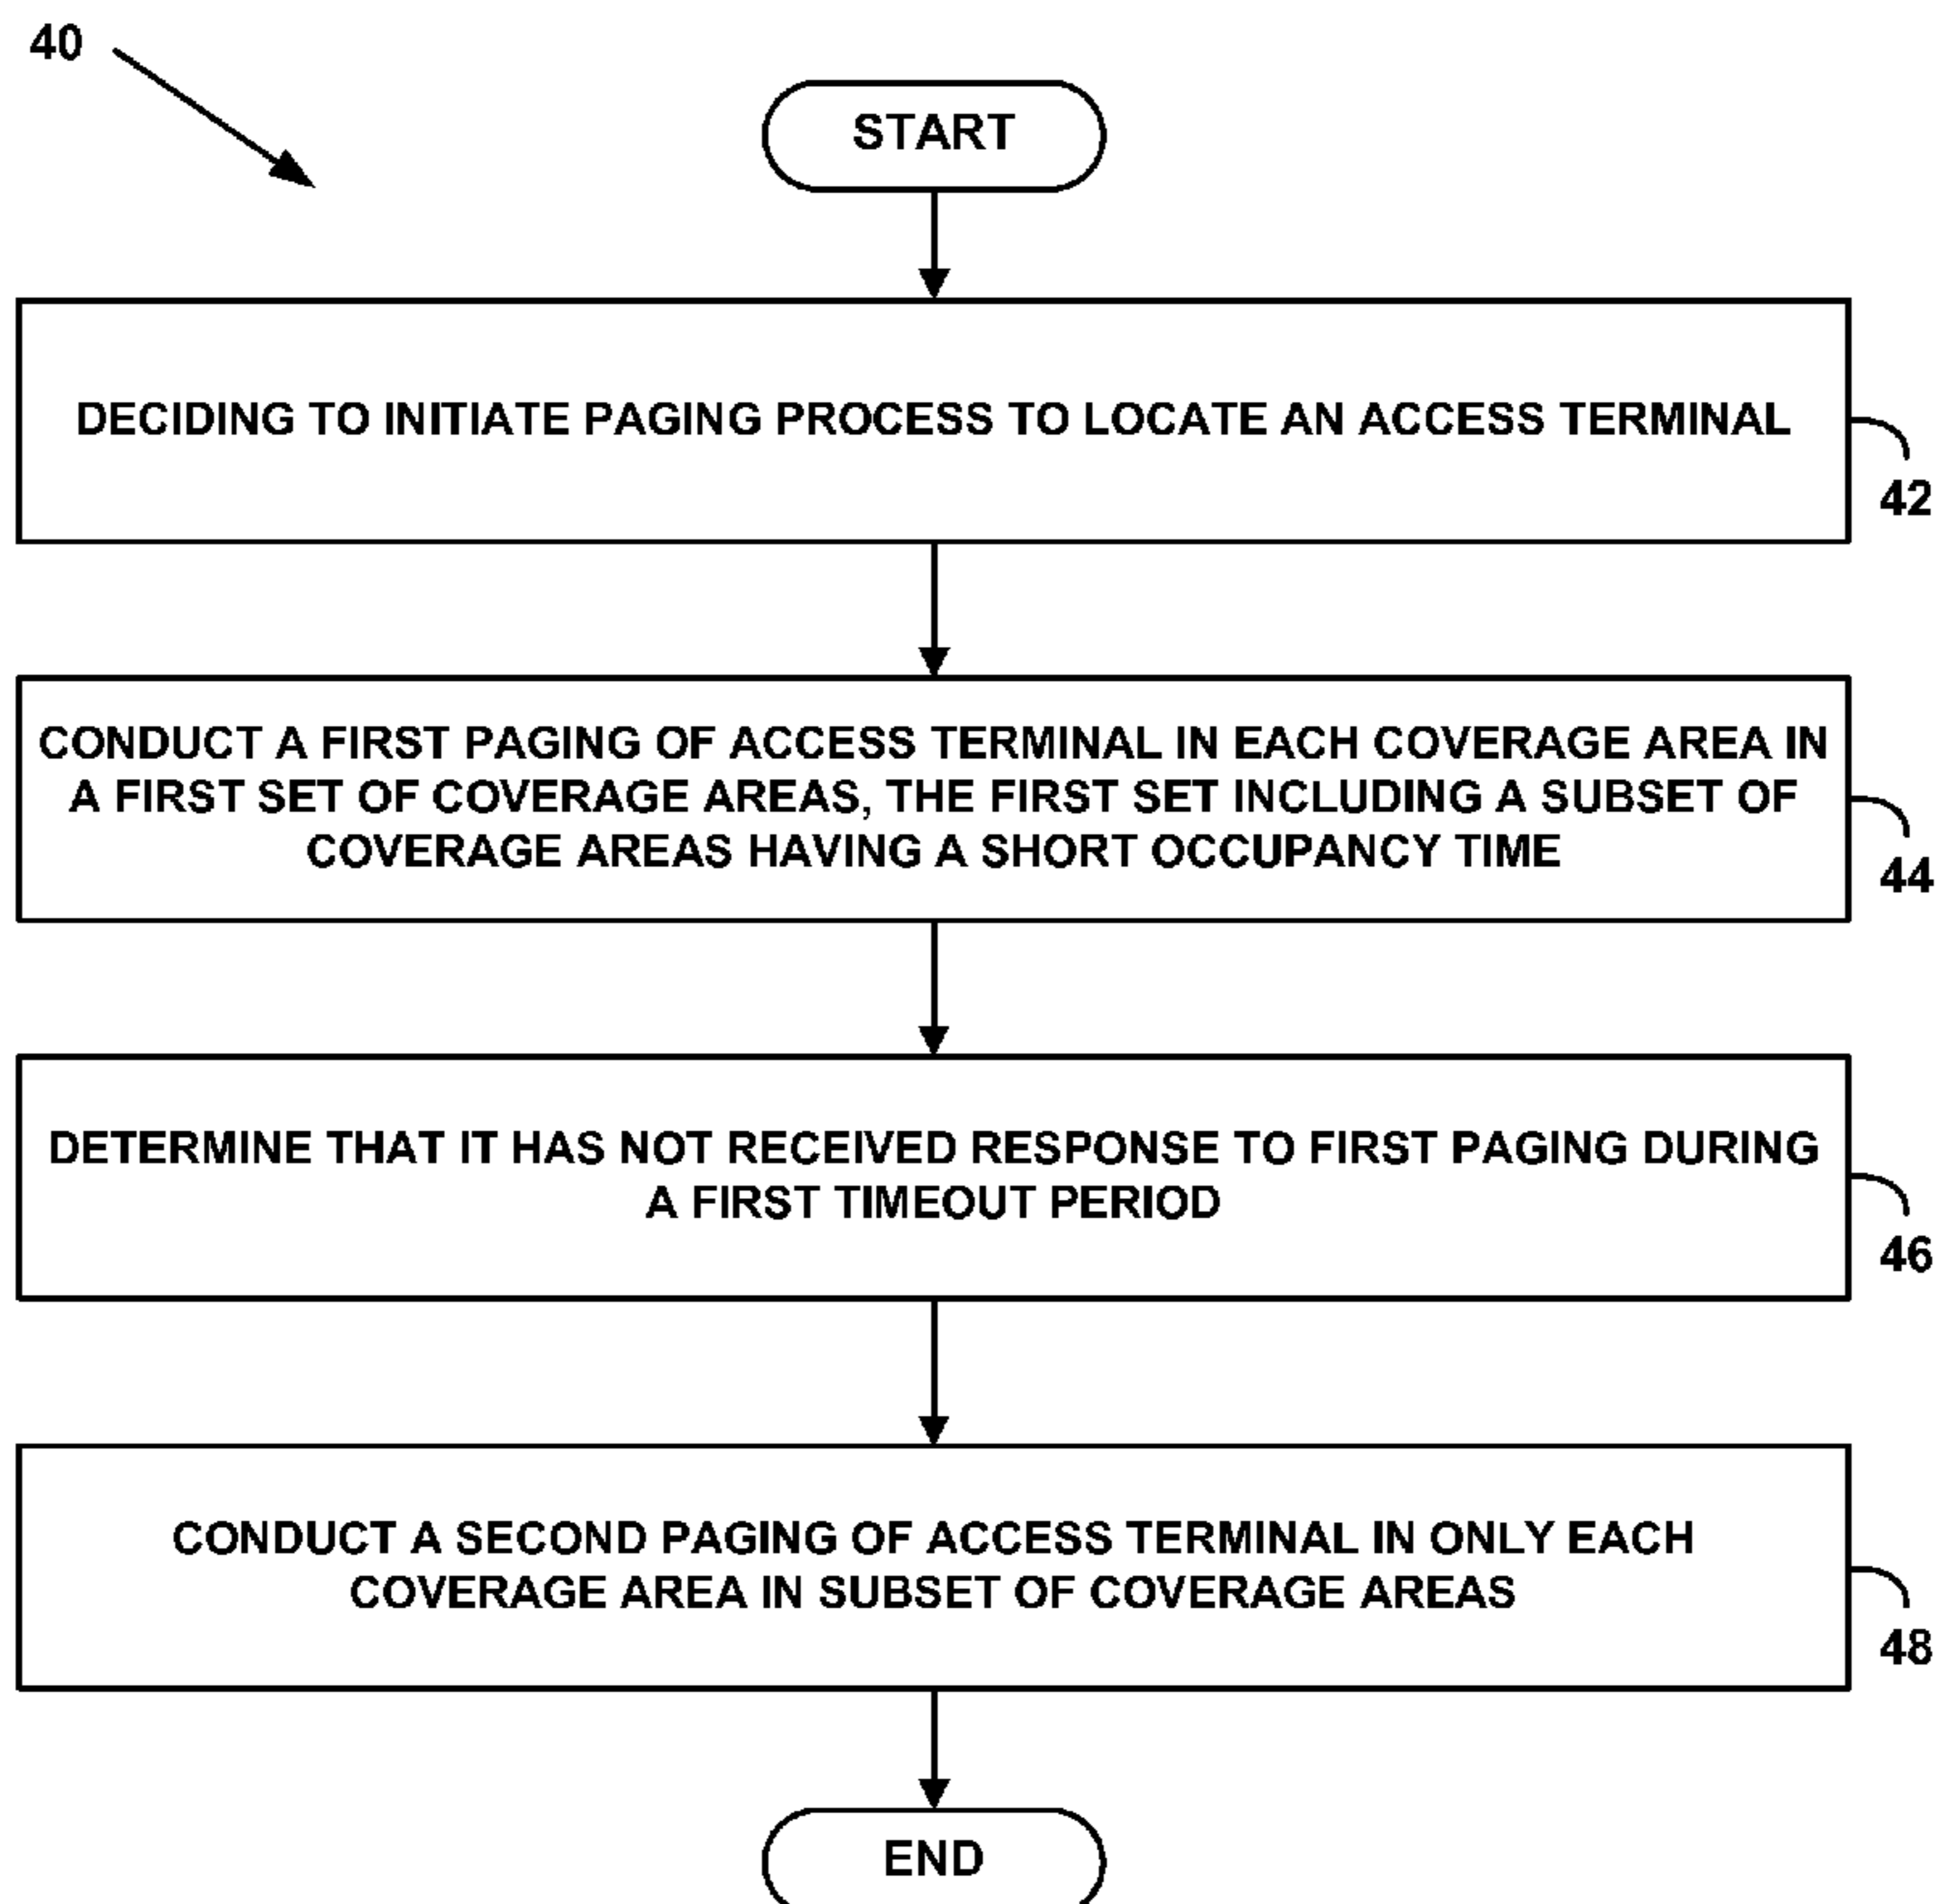 40
START
DECIDING TO INITIATE PAGING PROCESS TO LOCATE AN ACCESS TERMINAL
42
CONDUCT A FIRST PAGING OF ACCESS TERMINAL IN EACH COVERAGE AREA IN
A FIRST SET OF COVERAGE AREAS, THE FIRST SET INCLUDING A SUBSET OF
COVERAGE AREAS HAVING A SHORT OCCUPANCY TIME
44
DETERMINE THAT IT HAS NOT RECEIVED RESPONSE TO FIRST PAGING DURING
A FIRST TIMEOUT PERIOD
46
CONDUCT A SECOND PAGING OF ACCESS TERMINAL IN ONLY EACH
COVERAGE AREA IN SUBSET OF COVERAGE AREAS
48
END